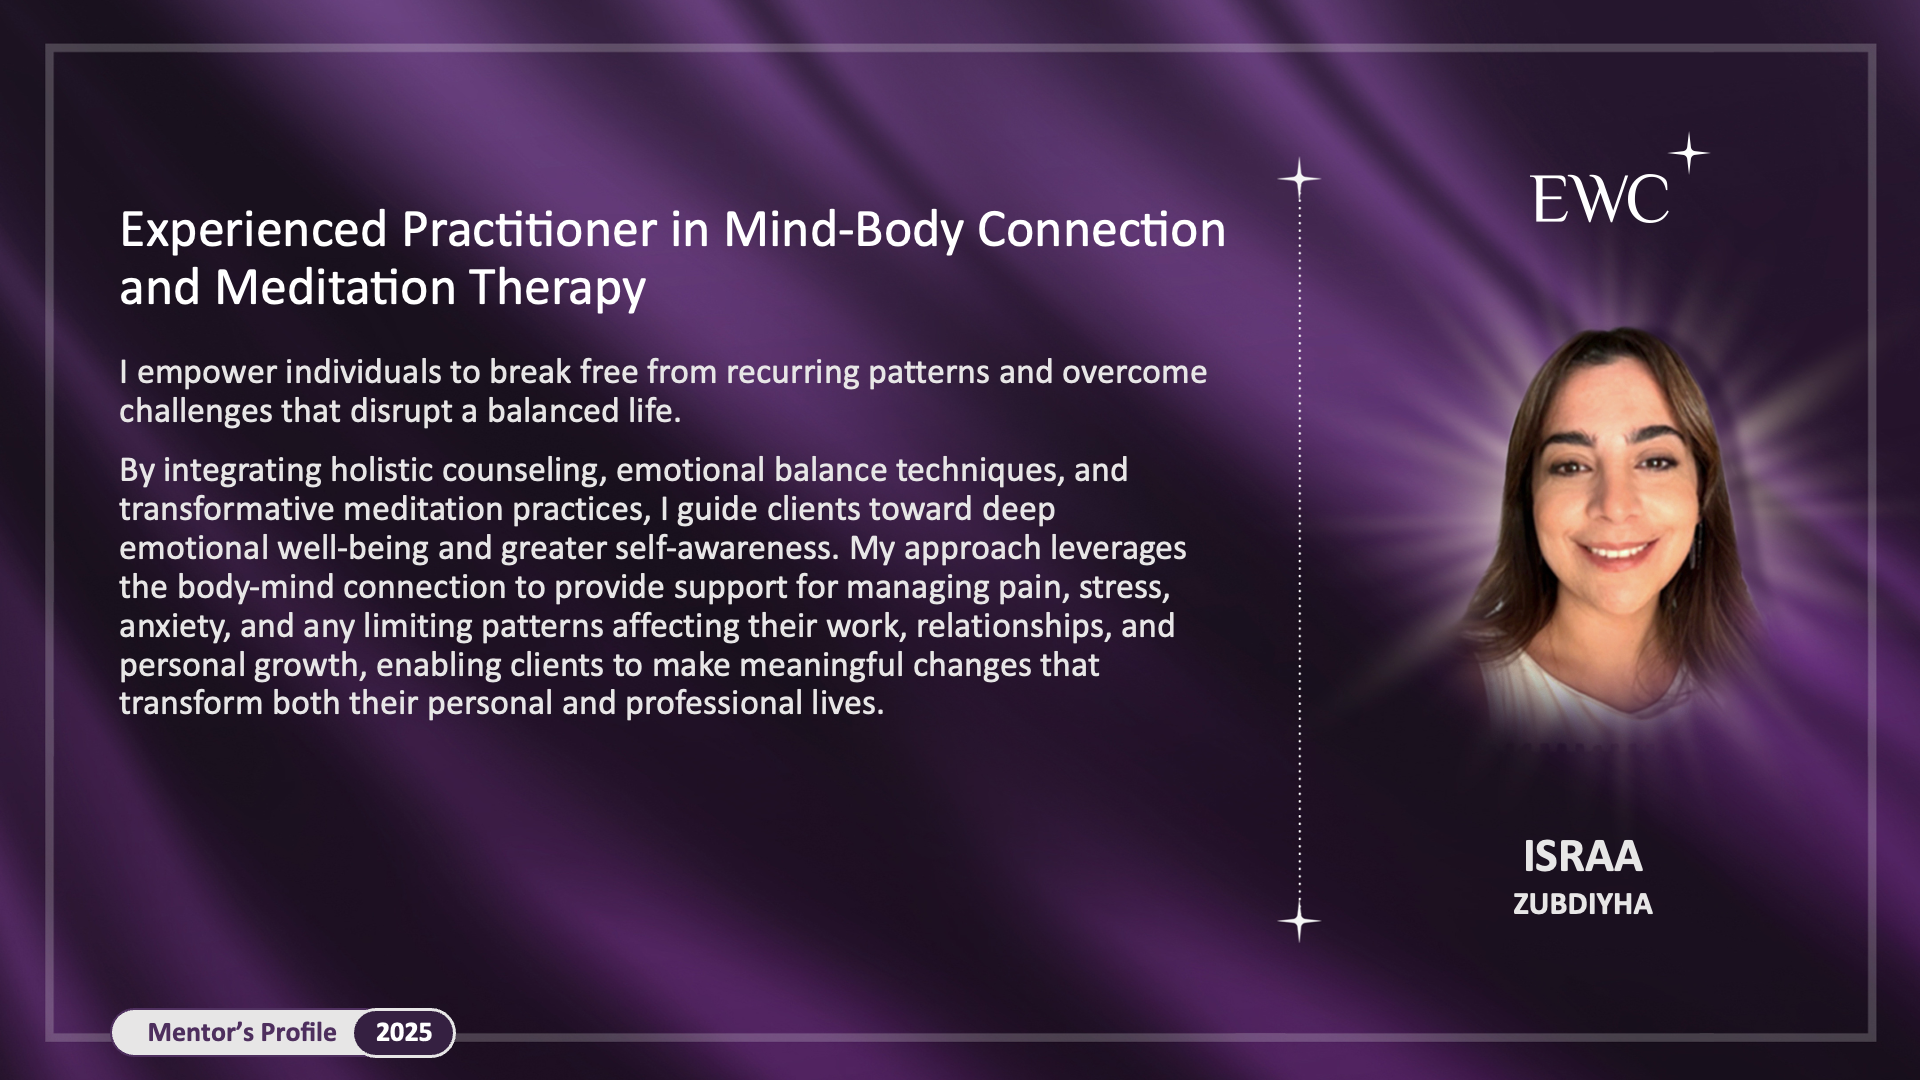 Experienced Practitioner in Mind-Body Connection
and Meditation Therapy
I empower individuals to break free from recurring patterns and overcome
challenges that disrupt a balanced life.
By integrating holistic counseling, emotional balance techniques, and
transformative meditation practices, I guide clients toward deep
emotional well-being and greater self-awareness. My approach leverages
the body-mind connection to provide support for managing pain, stress,
anxiety, and any limiting patterns affecting their work, relationships, and
personal growth, enabling clients to make meaningful changes that
transform both their personal and professional lives.
EWC
ISRAA
ZUBDIYHA
Mentor’s Profile 2025